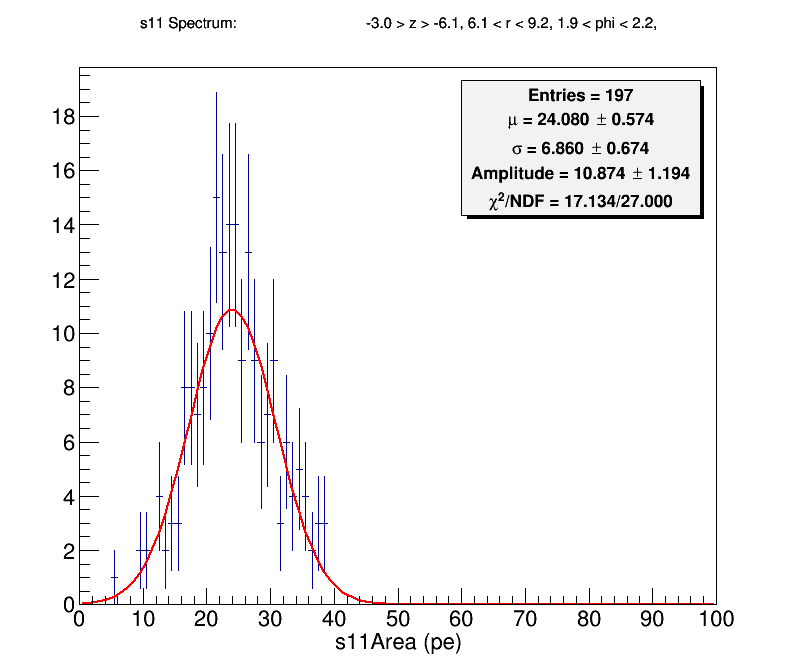 s11 Spectrum: -3.0 > z > -6.1, 6.1 < r < 9.2, 1.9 < phi < 2.2,
Entries = 197
μ = 24.080 ± 0.574
σ = 6.860 ± 0.674
Amplitude = 10.874 ± 1.194
χ²/NDF = 17.134/27.000
18
16
14
12
10
8
6
4
2
0
0 10 20 30 40 50 60 70 80 90 100
s11Area (pe)